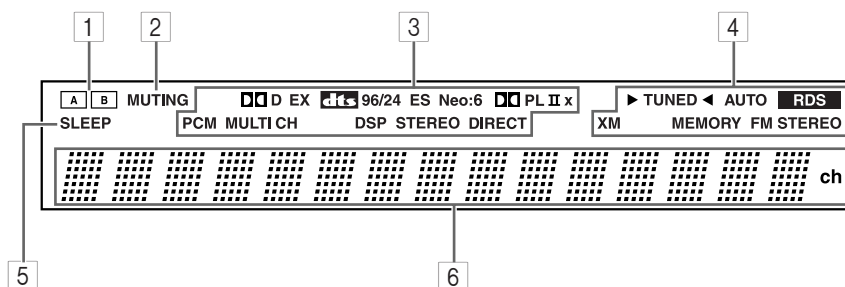 1 2 3 4
A B MUTING D EX dts 96/24 ES Neo:6 PL II x ▶ TUNED ◀ AUTO RDS
SLEEP PCM MULTI CH DSP STEREO DIRECT XM MEMORY FM STEREO
ch
5 6